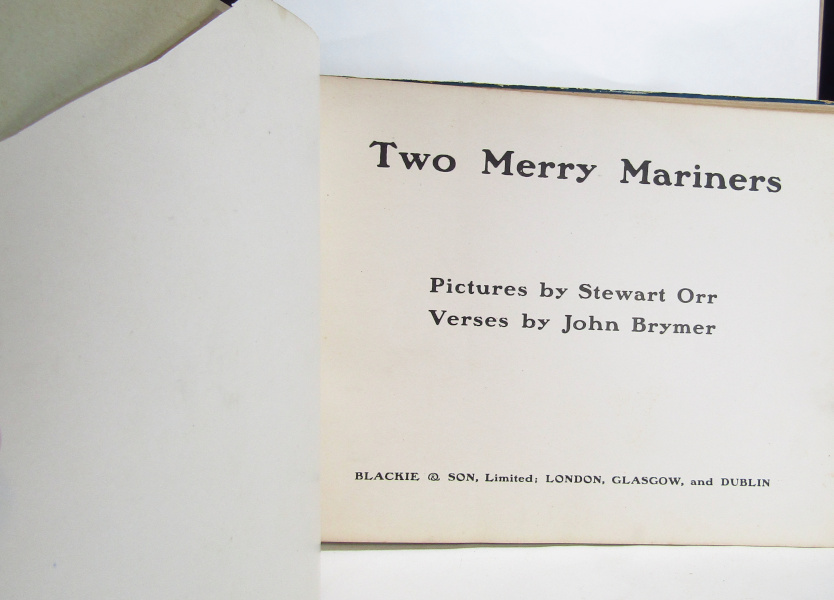 Two Merry Mariners
Pictures by Stewart Orr
Verses by John Brymer
BLACKIE & SON, Limited; LONDON, GLASGOW, and DUBLIN